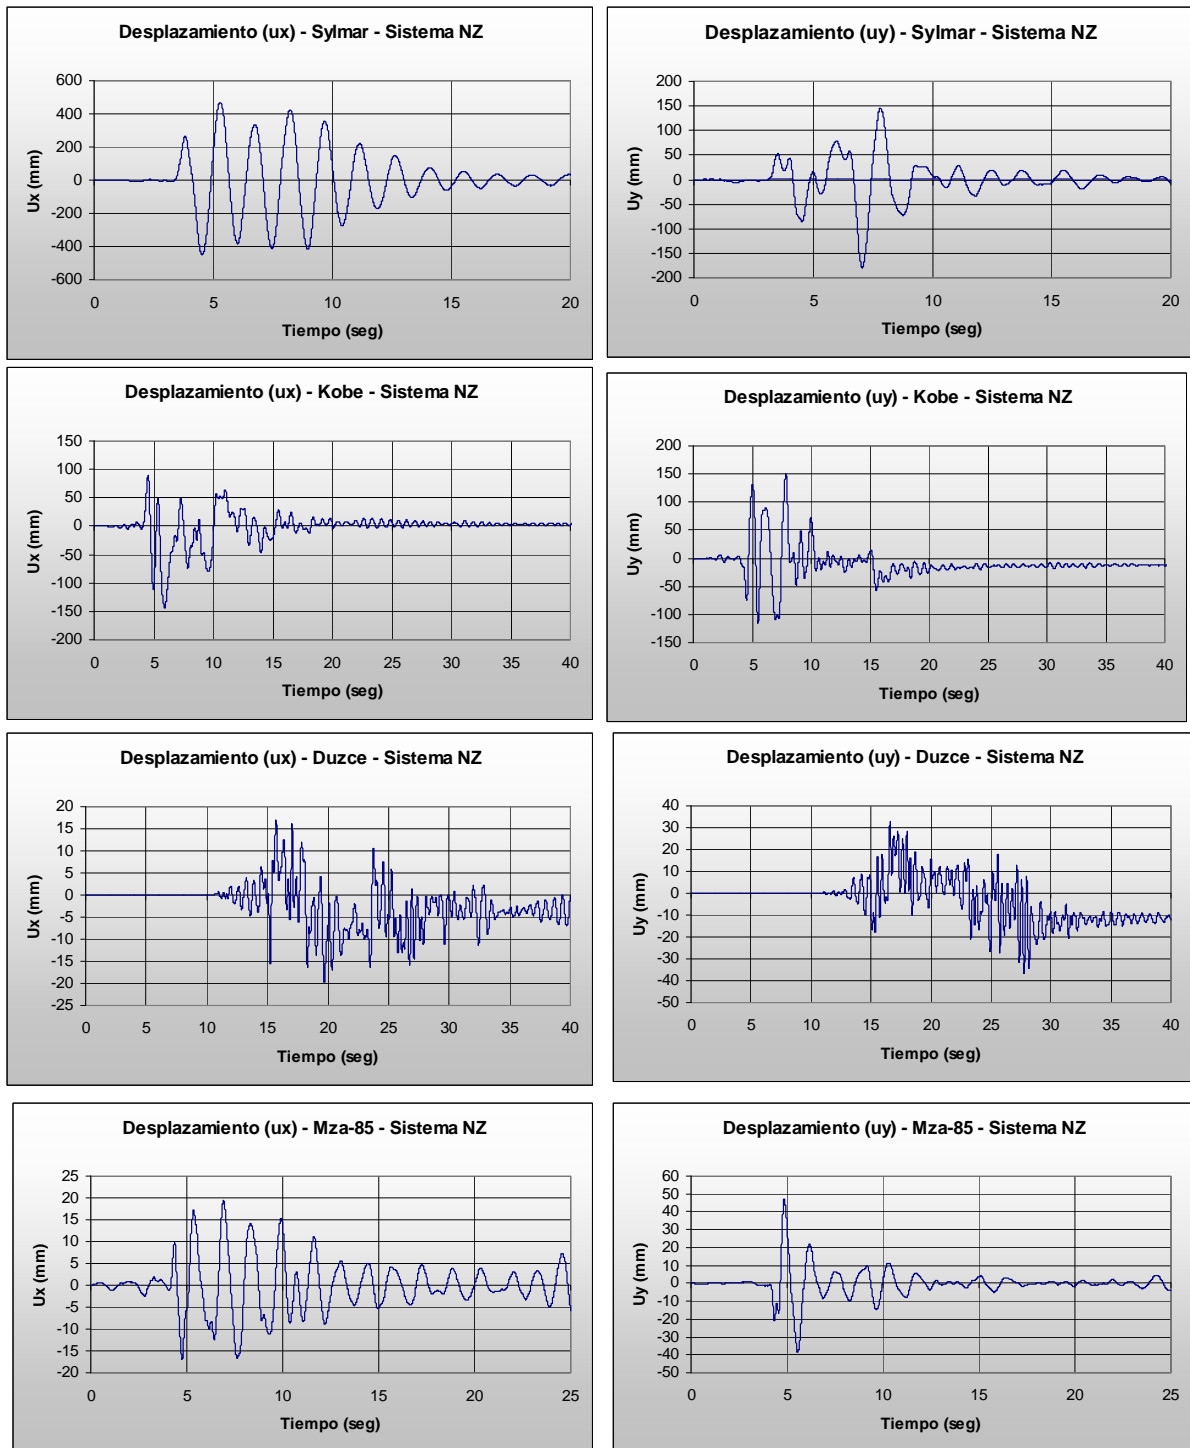 Desplazamiento (ux) - Sylmar - Sistema NZ
Ux (mm)
600
400
200
0
-200
-400
-600
0 5 10 15 20
Tiempo (seg)
Desplazamiento (uy) - Sylmar - Sistema NZ
Uy (mm)
200
150
100
50
0
-50
-100
-150
-200
0 5 10 15 20
Tiempo (seg)
Desplazamiento (ux) - Kobe - Sistema NZ
Ux (mm)
150
100
50
0
-50
-100
-150
-200
0 5 10 15 20 25 30 35 40
Tiempo (seg)
Desplazamiento (uy) - Kobe - Sistema NZ
Uy (mm)
200
150
100
50
0
-50
-100
-150
0 5 10 15 20 25 30 35 40
Tiempo (seg)
Desplazamiento (ux) - Duzce - Sistema NZ
Ux (mm)
20
15
10
5
0
-5
-10
-15
-20
-25
0 5 10 15 20 25 30 35 40
Tiempo (seg)
Desplazamiento (uy) - Duzce - Sistema NZ
Uy (mm)
40
30
20
10
0
-10
-20
-30
-40
-50
0 5 10 15 20 25 30 35 40
Tiempo (seg)
Desplazamiento (ux) - Mza-85 - Sistema NZ
Ux (mm)
25
20
15
10
5
0
-5
-10
-15
-20
0 5 10 15 20 25
Tiempo (seg)
Desplazamiento (uy) - Mza-85 - Sistema NZ
Uy (mm)
60
50
40
30
20
10
0
-10
-20
-30
-40
-50
0 5 10 15 20 25
Tiempo (seg)